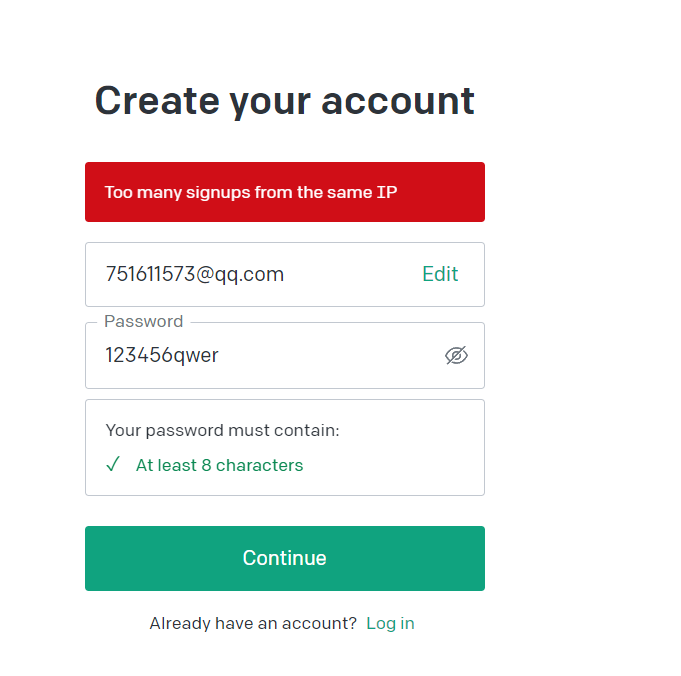 Create your account
Too many signups from the same IP
751611573@qq.com Edit
Password
123456qwer
Your password must contain:
✓ At least 8 characters
Continue
Already have an account? Log in